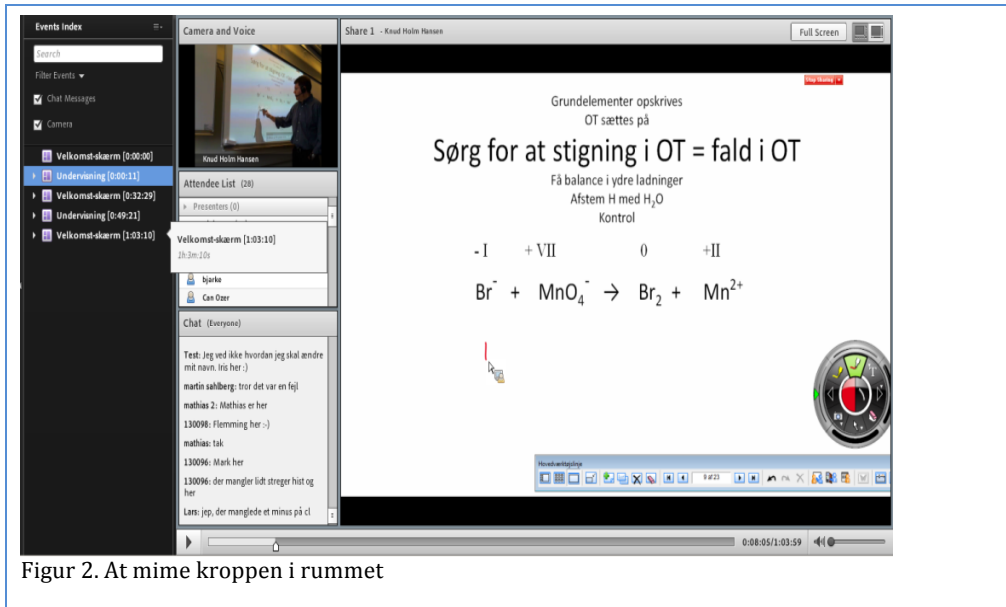 Events Index
Search
Filter Events
Chat Messages
Camera
Velkomst-skærm [0:00:00]
Undervisning [0:00:11]
Velkomst-skærm [0:32:29]
Undervisning [0:49:21]
Velkomst-skærm [1:03:10]
Camera and Voice
Knud Holm Hansen
Attendee List (28)
Presenters (0)
Velkomst-skærm [1:03:10]
1h:3m:10s
bjarke
Can Ozer
Chat (Everyone)
Test: Jeg ved ikke hvordan jeg skal ændre
mit navn. Iris her :)
martin sahlberg: tror det var en fejl
mathias 2: Mathias er her
130098: Flemming her :-)
mathias: tak
130096: Mark her
130096: der mangler lidt streger hist og
her
Lars: jep, der manglede et minus på cl
Share 1 - Knud Holm Hansen
Full Screen
Stop Sharing
Grundelementer opskrives
OT sættes på
Sørg for at stigning i OT = fald i OT
Få balance i ydre ladninger
Afstem H med H₂O
Kontrol
- I + VII 0 +II
Br⁻ + MnO₄⁻ → Br₂ + Mn²⁺
Hovedværktøjslinje
9 af 23
0:08:05/1:03:59
Figur 2. At mime kroppen i rummet